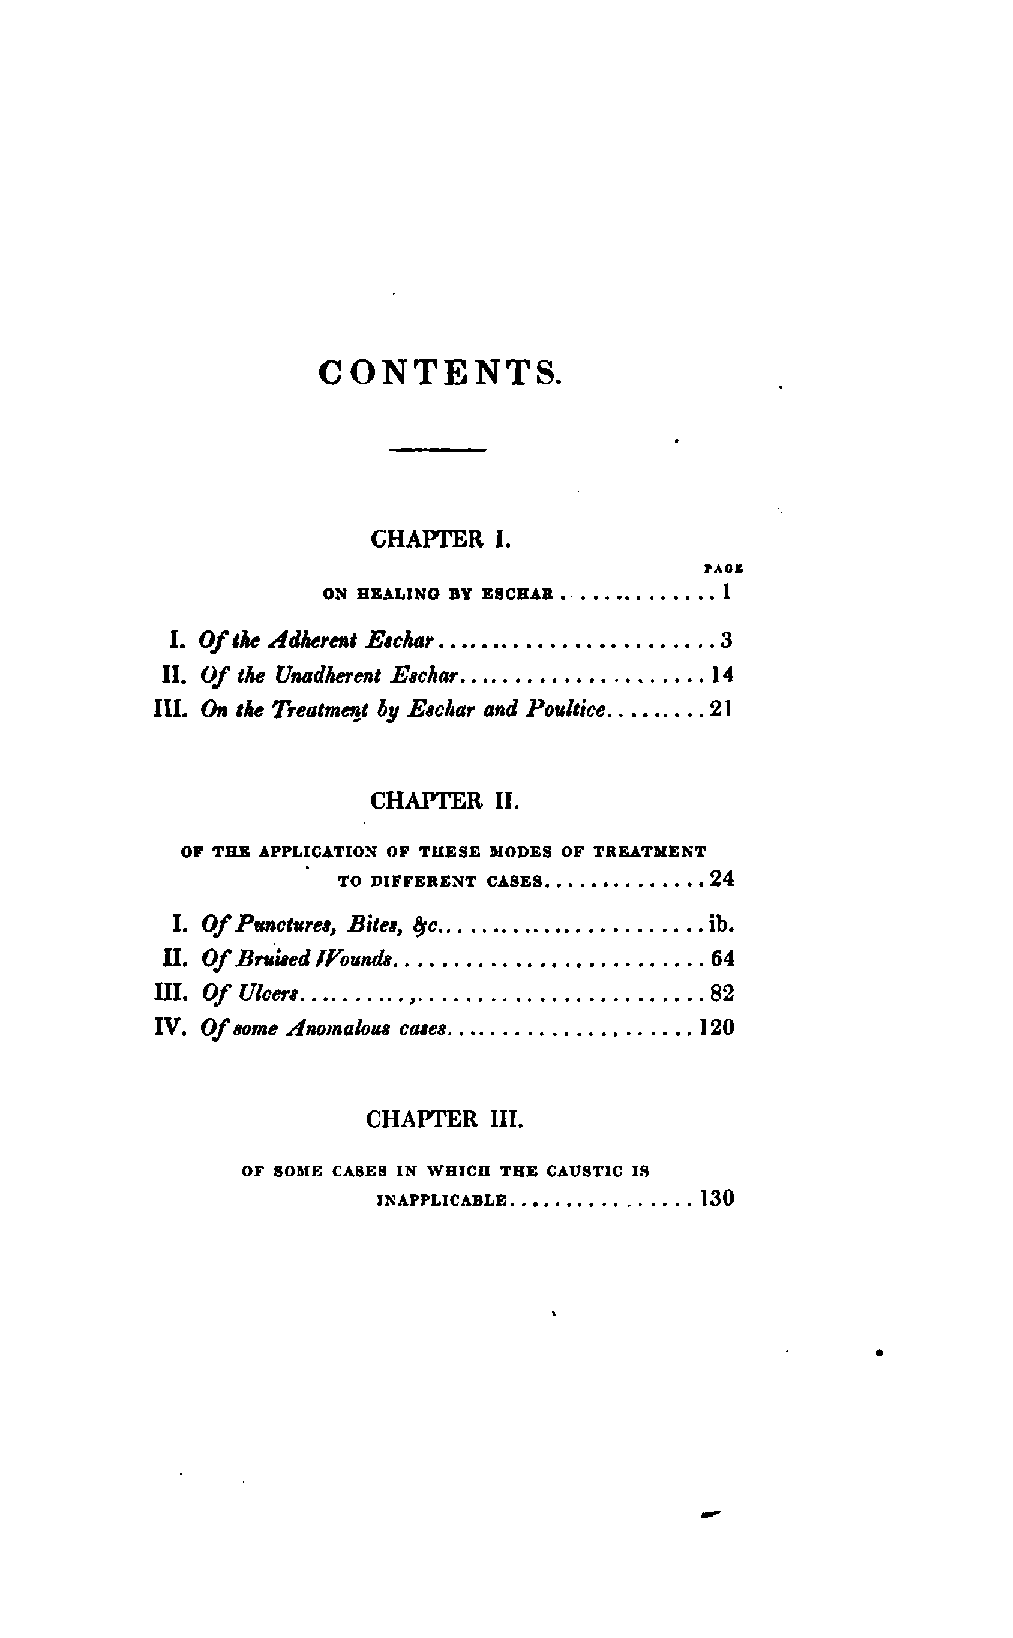 CONTENTS.
CHAPTER I.
PAGE
ON HEALING BY ESCHAR . . . . . . . . . . . . . 1
I. Of the Adherent Eschar . . . . . . . . . . . . . . . . . . . . . . . 3
II. Of the Unadherent Eschar . . . . . . . . . . . . . . . . . . . . 14
III. On the Treatment by Eschar and Poultice . . . . . . . . . 21
CHAPTER II.
OF THE APPLICATION OF THESE MODES OF TREATMENT
TO DIFFERENT CASES . . . . . . . . . . . . . . 24
I. Of Punctures, Bites, &c. . . . . . . . . . . . . . . . . . . . . . . ib.
II. Of Bruised Wounds . . . . . . . . . . . . . . . . . . . . . . . . . . 64
III. Of Ulcers . . . . . . . . . . . . . . . . . . . . . . . . . . . . . . . . . . 82
IV. Of some Anomalous cases . . . . . . . . . . . . . . . . . . . . 120
CHAPTER III.
OF SOME CASES IN WHICH THE CAUSTIC IS
INAPPLICABLE . . . . . . . . . . . . . . . . 130